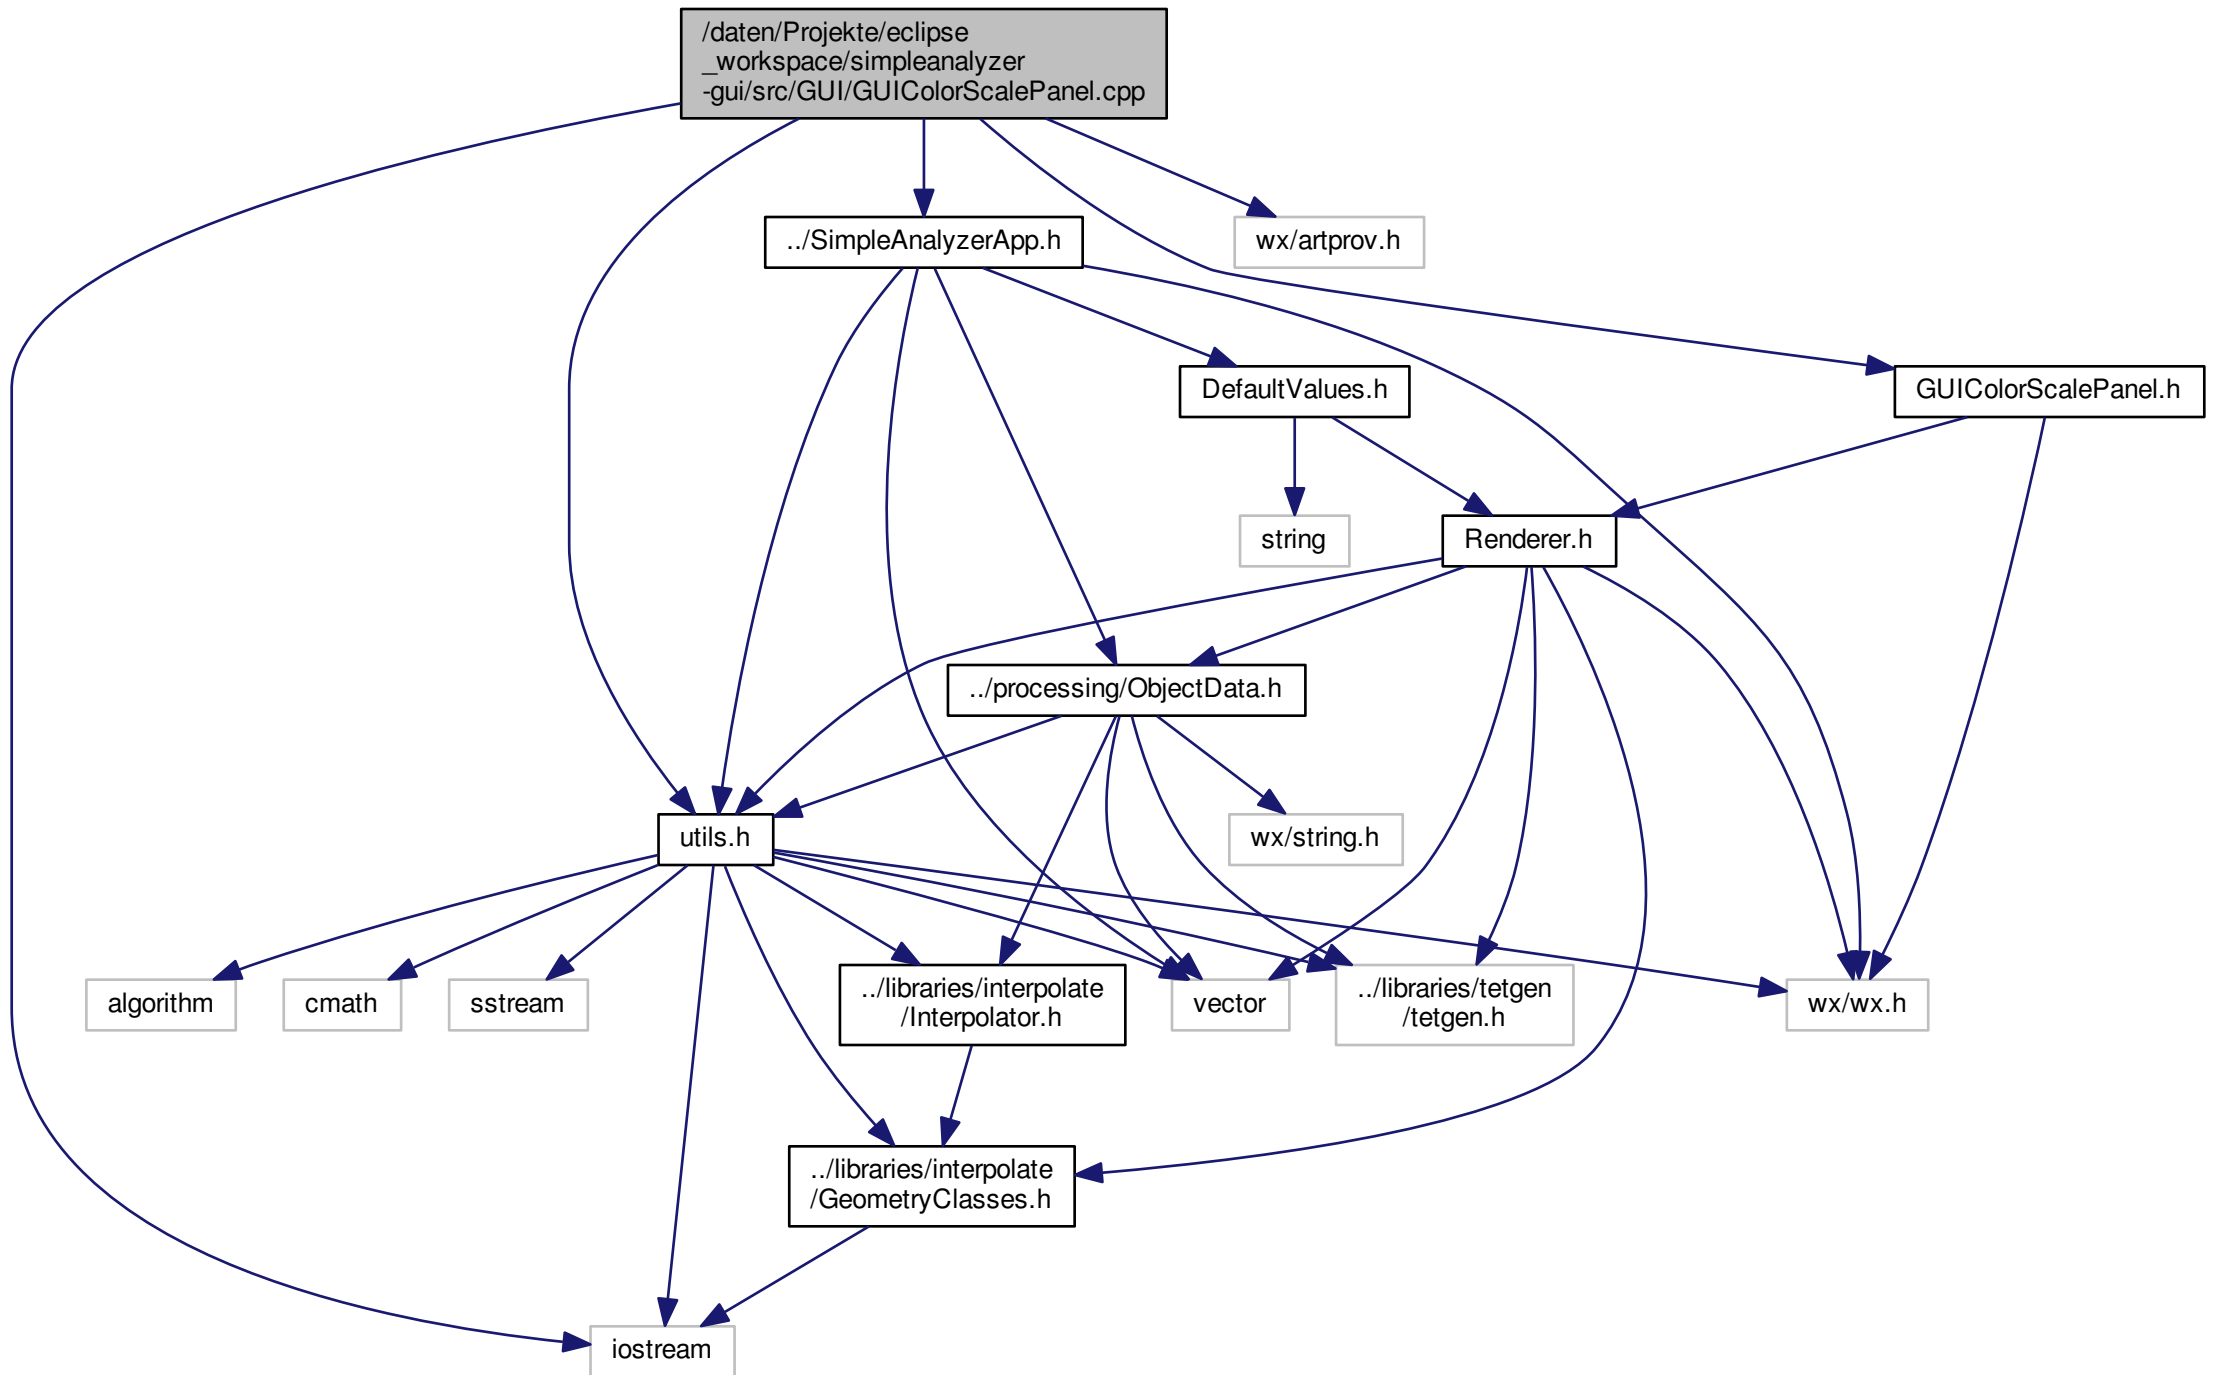 /daten/Projekte/eclipse
_workspace/simpleanalyzer
-gui/src/GUI/GUIColorScalePanel.cpp
../SimpleAnalyzerApp.h
wx/artprov.h
DefaultValues.h
GUIColorScalePanel.h
string
Renderer.h
../processing/ObjectData.h
utils.h
wx/string.h
algorithm
cmath
sstream
../libraries/interpolate
/Interpolator.h
vector
../libraries/tetgen
/tetgen.h
wx/wx.h
../libraries/interpolate
/GeometryClasses.h
iostream